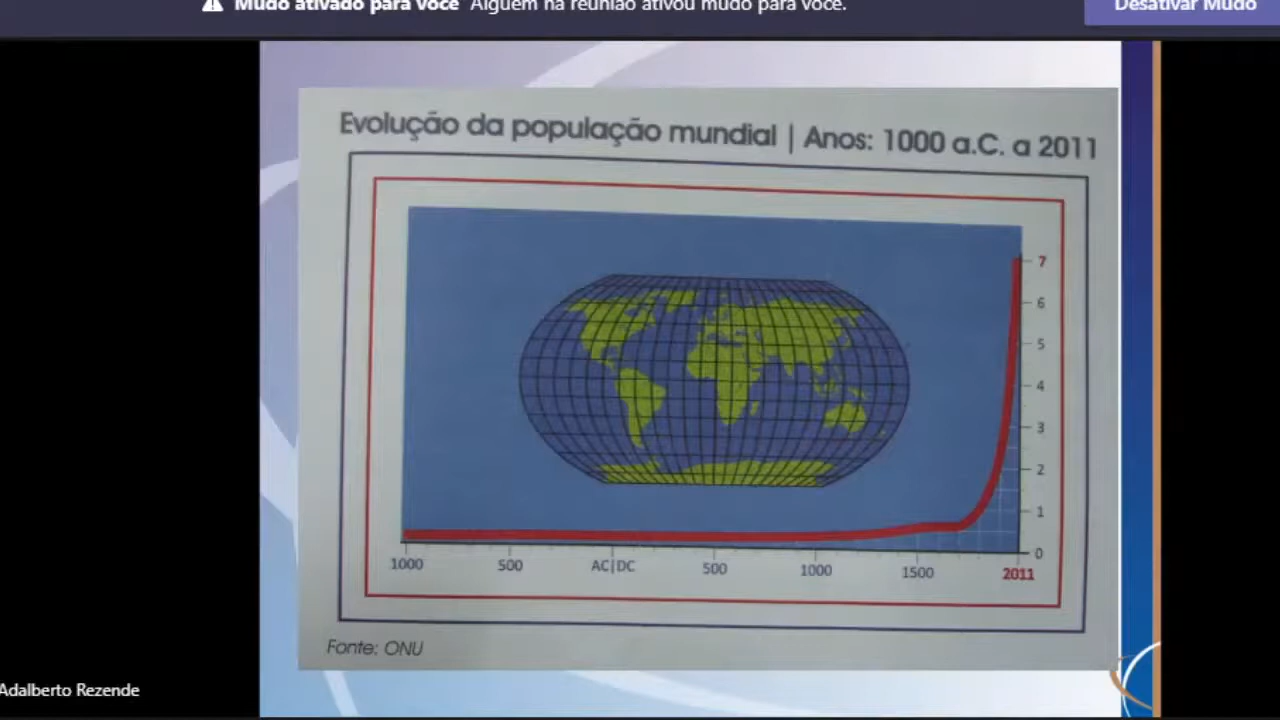 Mudo ativado para você Alguém na reunião ativou mudo para você.
Desativar Mudo
Evolução da população mundial | Anos: 1000 a.C. a 2011
7
6
5
4
3
2
1
0
1000 500 AC|DC 500 1000 1500 2011
Fonte: ONU
Adalberto Rezende